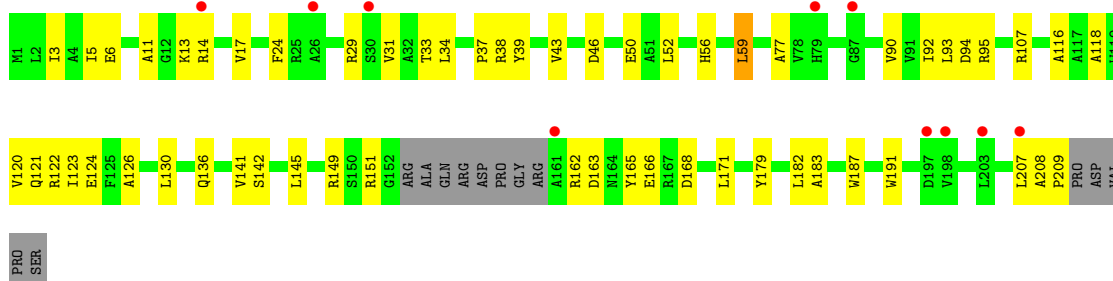 M1 L2 I3 A4 I5 E6 A11 G12 K13 R14 V17 F24 R25 A26 R29 S30 V31 A32 T33 L34 P37 R38 Y39 V43 D46 E50 A51 L52 H56 L59 A77 V78 H79 G87 V90 V91 I92 L93 D94 R95 R107 A116 A117 A118
V120 Q121 R122 I123 E124 F125 A126 L130 Q136 V141 S142 L145 R149 S150 R151 G152 ARG ALA GLN ARG ASP PRO GLY ARG A161 R162 D163 N164 Y165 E166 R167 D168 L171 Y179 L182 A183 W187 W191 D197 V198 L203 L207 A208 P209 PRO ASP VAL
PRO SER